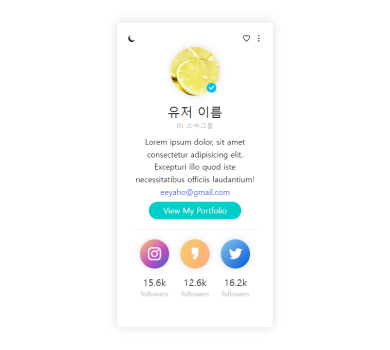 유저 이름
IN 소속그룹
Lorem ipsum dolor, sit amet
consectetur adipisicing elit.
Excepturi illo quod iste
necessitatibus officiis laudantium!
eeyaho@gmail.com
View My Portfolio
15.6k 12.6k 16.2k
followers followers followers